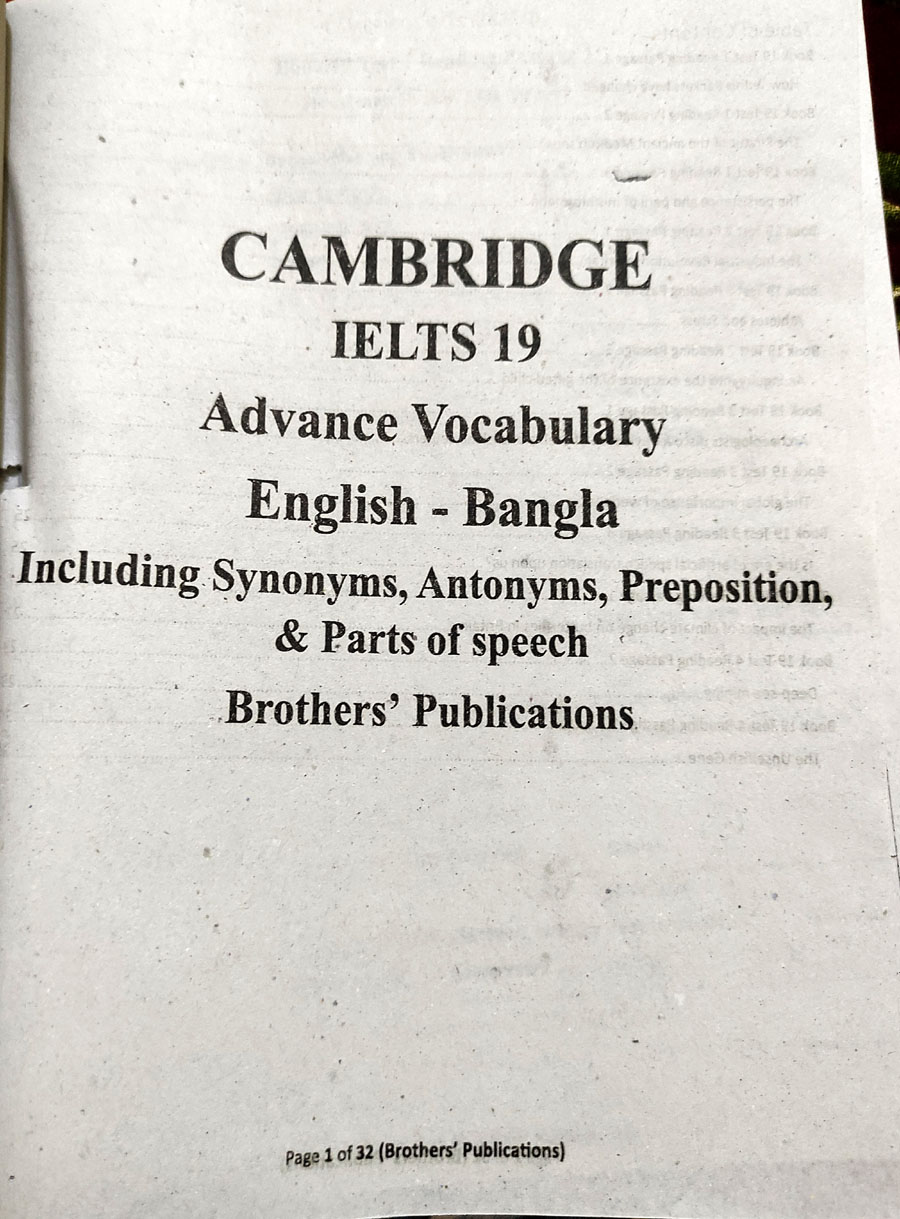 CAMBRIDGE
IELTS 19
Advance Vocabulary
English - Bangla
Including Synonyms, Antonyms, Preposition,
& Parts of speech
Brothers’ Publications
Page 1 of 32 (Brothers’ Publications)